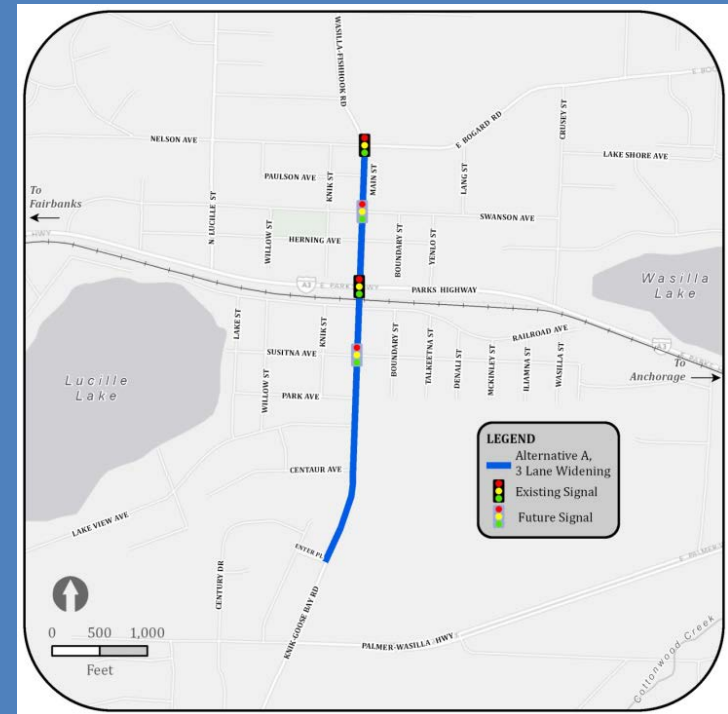 WASILLA-FISHHOOK RD
E BOGARD RD
CRUSEY ST
NELSON AVE
LAKE SHORE AVE
PAULSON AVE
KNIK ST
MAIN ST
LANG ST
To
Fairbanks
N LUCILLE ST
WILLOW ST
SWANSON AVE
HERNING AVE
BOUNDARY ST
YENLO ST
HWY
A3
PARKS HIGHWAY
Wasilla
Lake
LAKE ST
KNIK ST
RAILROAD AVE
A3
SUSITNA AVE
BOUNDARY ST
TALKEETNA ST
DENALI ST
MCKINLEY ST
ILIAMNA ST
WASILLA ST
To
Anchorage
Lucille
Lake
WILLOW ST
PARK AVE
LEGEND
Alternative A,
3 Lane Widening
Existing Signal
Future Signal
CENTAUR AVE
LAKE VIEW AVE
ENTER PL
CENTURY DR
KNIK-GOOSE BAY RD
PALMER-WASILLA HWY
Cottonwood Creek
0 500 1,000
Feet